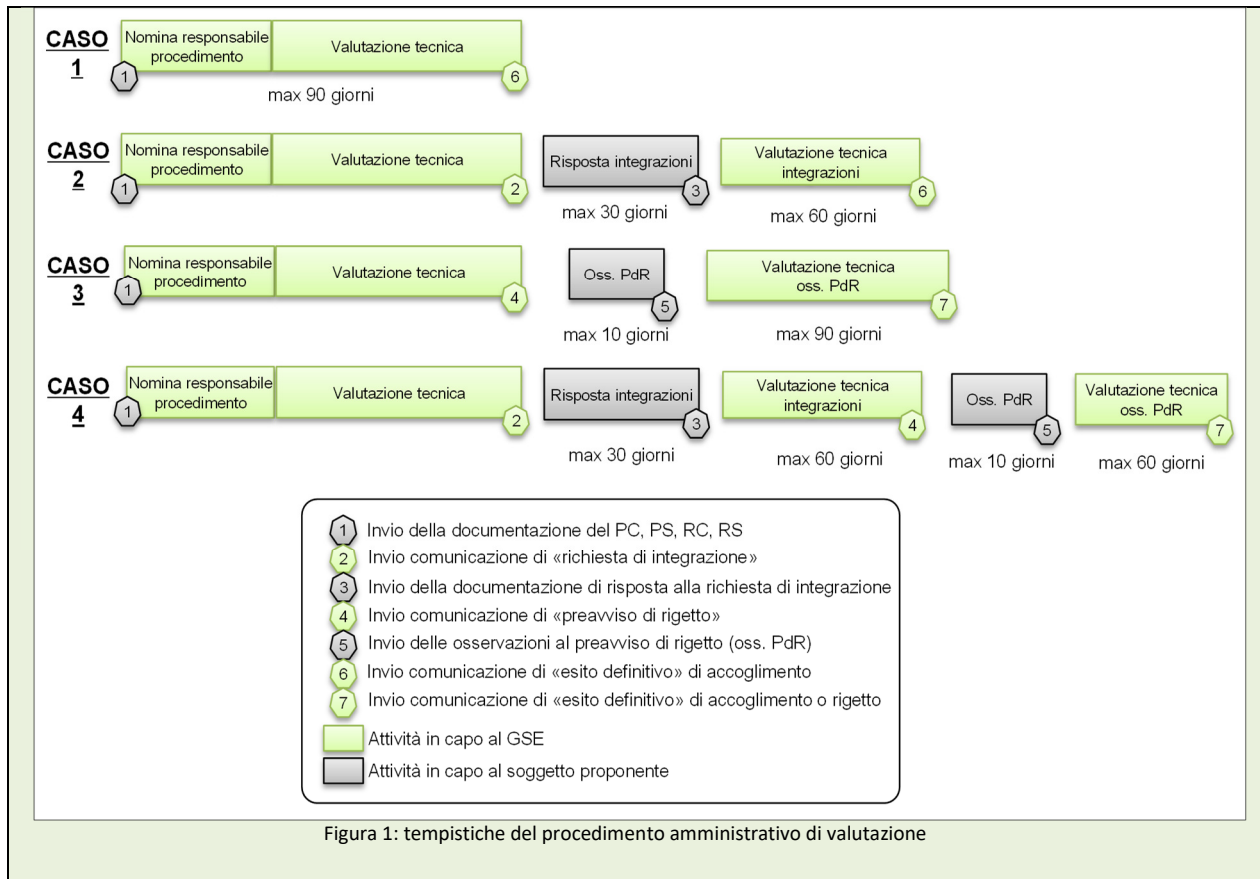 CASO
1
Nomina responsabile
procedimento
Valutazione tecnica
1
6
max 90 giorni
CASO
2
Nomina responsabile
procedimento
Valutazione tecnica
Risposta integrazioni
Valutazione tecnica
integrazioni
1
2
3
6
max 30 giorni
max 60 giorni
CASO
3
Nomina responsabile
procedimento
Valutazione tecnica
Oss. PdR
Valutazione tecnica
oss. PdR
1
4
5
7
max 10 giorni
max 90 giorni
CASO
4
Nomina responsabile
procedimento
Valutazione tecnica
Risposta integrazioni
Valutazione tecnica
integrazioni
Oss. PdR
Valutazione tecnica
oss. PdR
1
2
3
4
5
7
max 30 giorni
max 60 giorni
max 10 giorni
max 60 giorni
1 Invio della documentazione del PC, PS, RC, RS
2 Invio comunicazione di «richiesta di integrazione»
3 Invio della documentazione di risposta alla richiesta di integrazione
4 Invio comunicazione di «preavviso di rigetto»
5 Invio delle osservazioni al preavviso di rigetto (oss. PdR)
6 Invio comunicazione di «esito definitivo» di accoglimento
7 Invio comunicazione di «esito definitivo» di accoglimento o rigetto
Attività in capo al GSE
Attività in capo al soggetto proponente
Figura 1: tempistiche del procedimento amministrativo di valutazione